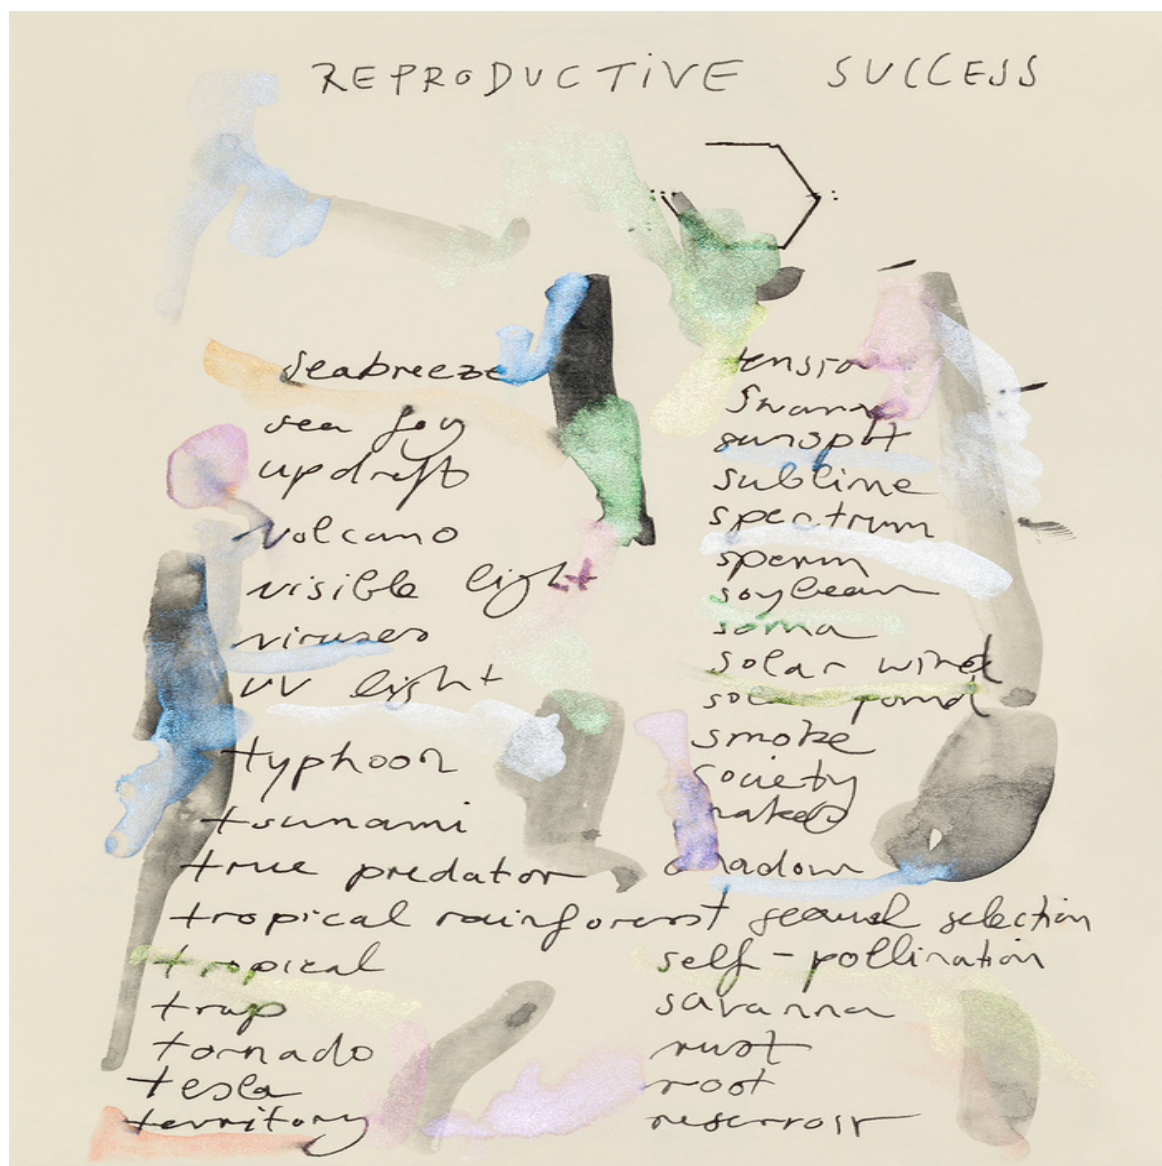 REPRODUCTIVE SUCCESS
seabreeze
sea fog
updraft
volcano
visible light
viruses
UV light
typhoon
tsunami
true predator
tropical rainforest
tropical
trap
tornado
tesla
territory
tension
swarm
sunspot
sublime
spectrum
sperm
soybean
soma
solar wind
solar pond
smoke
society
shadow
sexual selection
self-pollination
savanna
rust
root
reservoir